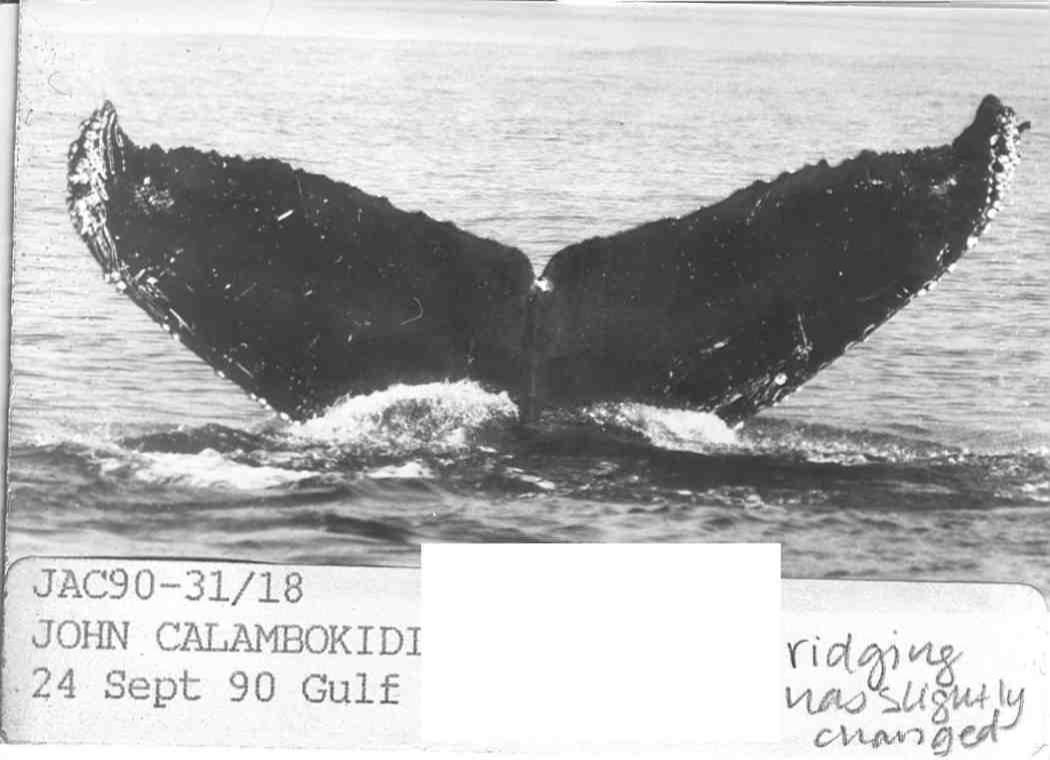 JAC90-31/18
JOHN CALAMBOKIDI
24 Sept 90 Gulf
ridging
has slightly
changed